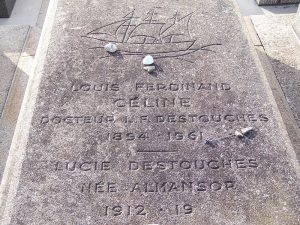 LOUIS FERDINAND
CÉLINE
DOCTEUR L.F. DESTOUCHES
1894 - 1961
LUCIE DESTOUCHES
NÉE ALMANSOR
1912 - 19